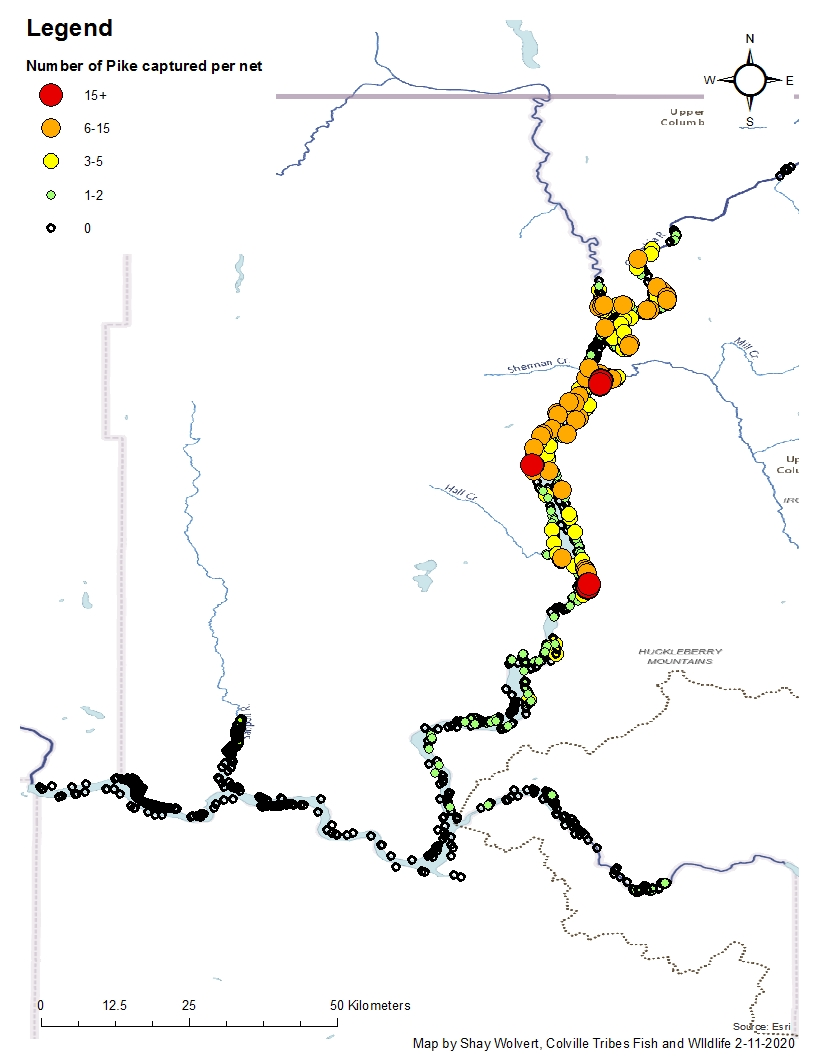 Legend
Number of Pike captured per net
15+
6-15
3-5
1-2
0
N
W
E
S
Upper
Columb
Sherman Cr.
Mill Cr.
Up
Colu
Hall Cr.
HUCKLEBERRY
MOUNTAINS
0
12.5
25
50 Kilometers
Source: Esri
Map by Shay Wolvert, Colville Tribes Fish and WIldlife 2-11-2020